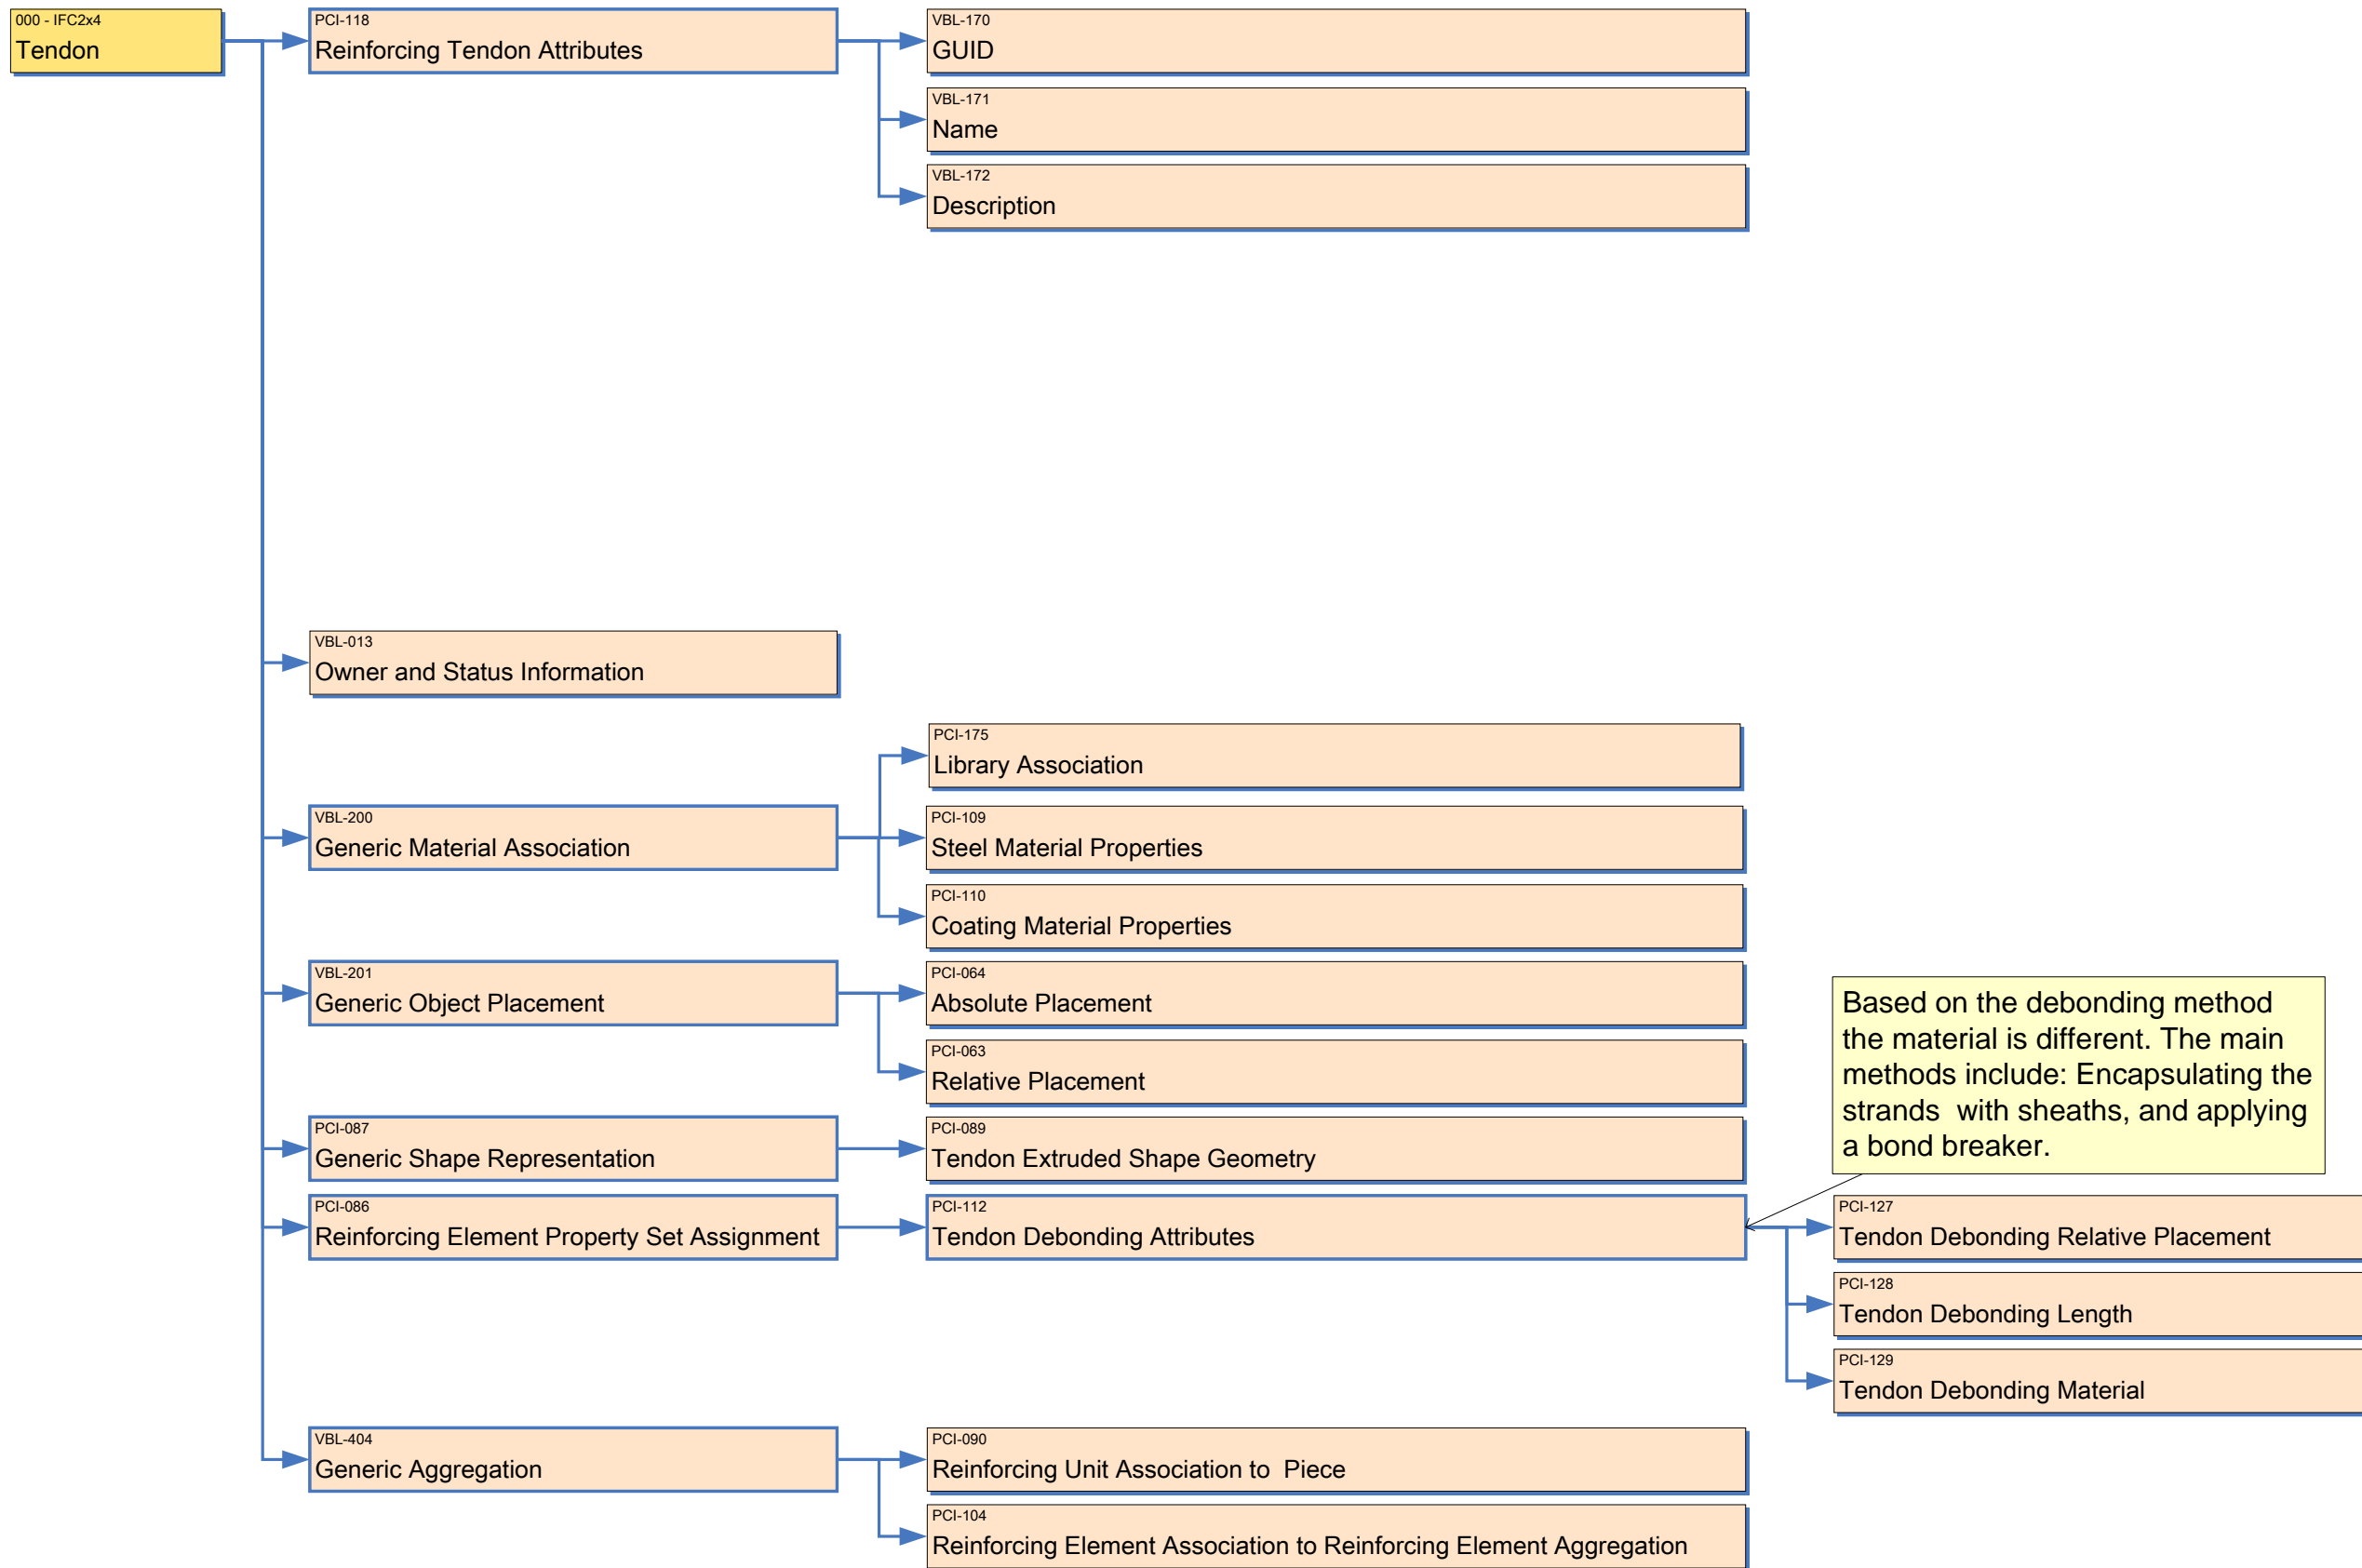 000 - IFC2x4
Tendon
PCI-118
Reinforcing Tendon Attributes
VBL-170
GUID
VBL-171
Name
VBL-172
Description
VBL-013
Owner and Status Information
PCI-175
Library Association
VBL-200
Generic Material Association
PCI-109
Steel Material Properties
PCI-110
Coating Material Properties
VBL-201
Generic Object Placement
PCI-064
Absolute Placement
PCI-063
Relative Placement
Based on the debonding method
the material is different. The main
methods include: Encapsulating the
strands  with sheaths, and applying
a bond breaker.
PCI-087
Generic Shape Representation
PCI-089
Tendon Extruded Shape Geometry
PCI-086
Reinforcing Element Property Set Assignment
PCI-112
Tendon Debonding Attributes
PCI-127
Tendon Debonding Relative Placement
PCI-128
Tendon Debonding Length
PCI-129
Tendon Debonding Material
VBL-404
Generic Aggregation
PCI-090
Reinforcing Unit Association to  Piece
PCI-104
Reinforcing Element Association to Reinforcing Element Aggregation